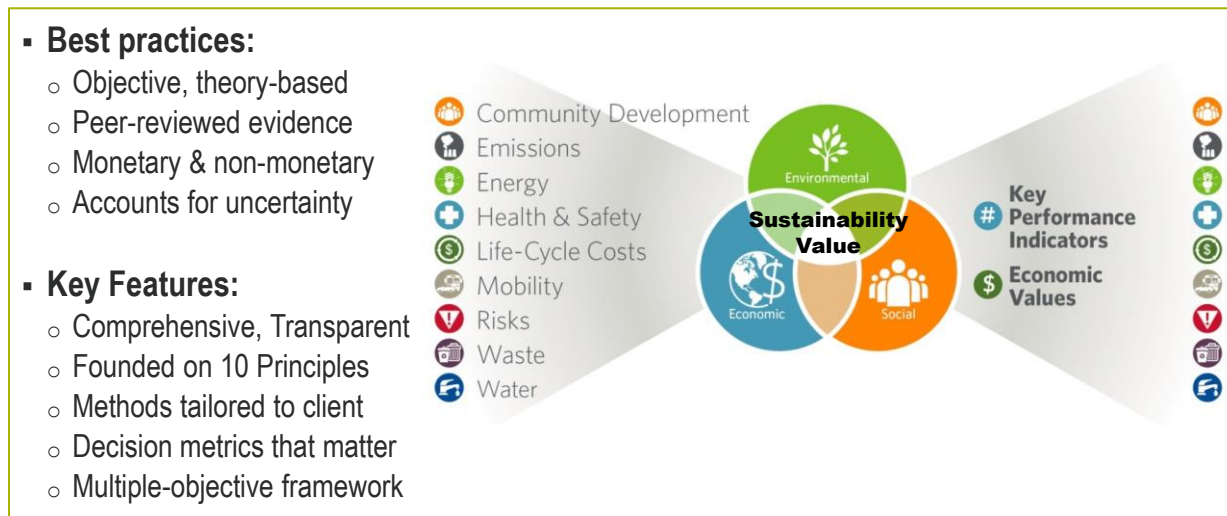 Best practices:
Objective, theory-based
Peer-reviewed evidence
Monetary & non-monetary
Accounts for uncertainty
Key Features:
Comprehensive, Transparent
Founded on 10 Principles
Methods tailored to client
Decision metrics that matter
Multiple-objective framework
Community Development
Emissions
Energy
Health & Safety
Life-Cycle Costs
Mobility
Risks
Waste
Water
Environmental
Sustainability
Value
Economic
Social
# Key
Performance
Indicators
$ Economic
Values